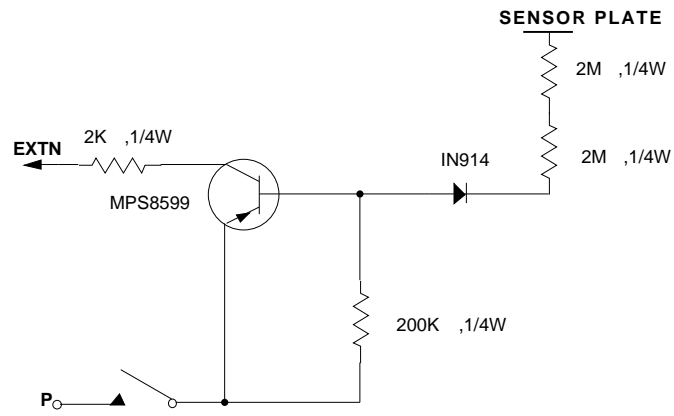 SENSOR PLATE
2M ,1/4W
2K ,1/4W
EXTN
IN914
2M ,1/4W
MPS8599
200K ,1/4W
P